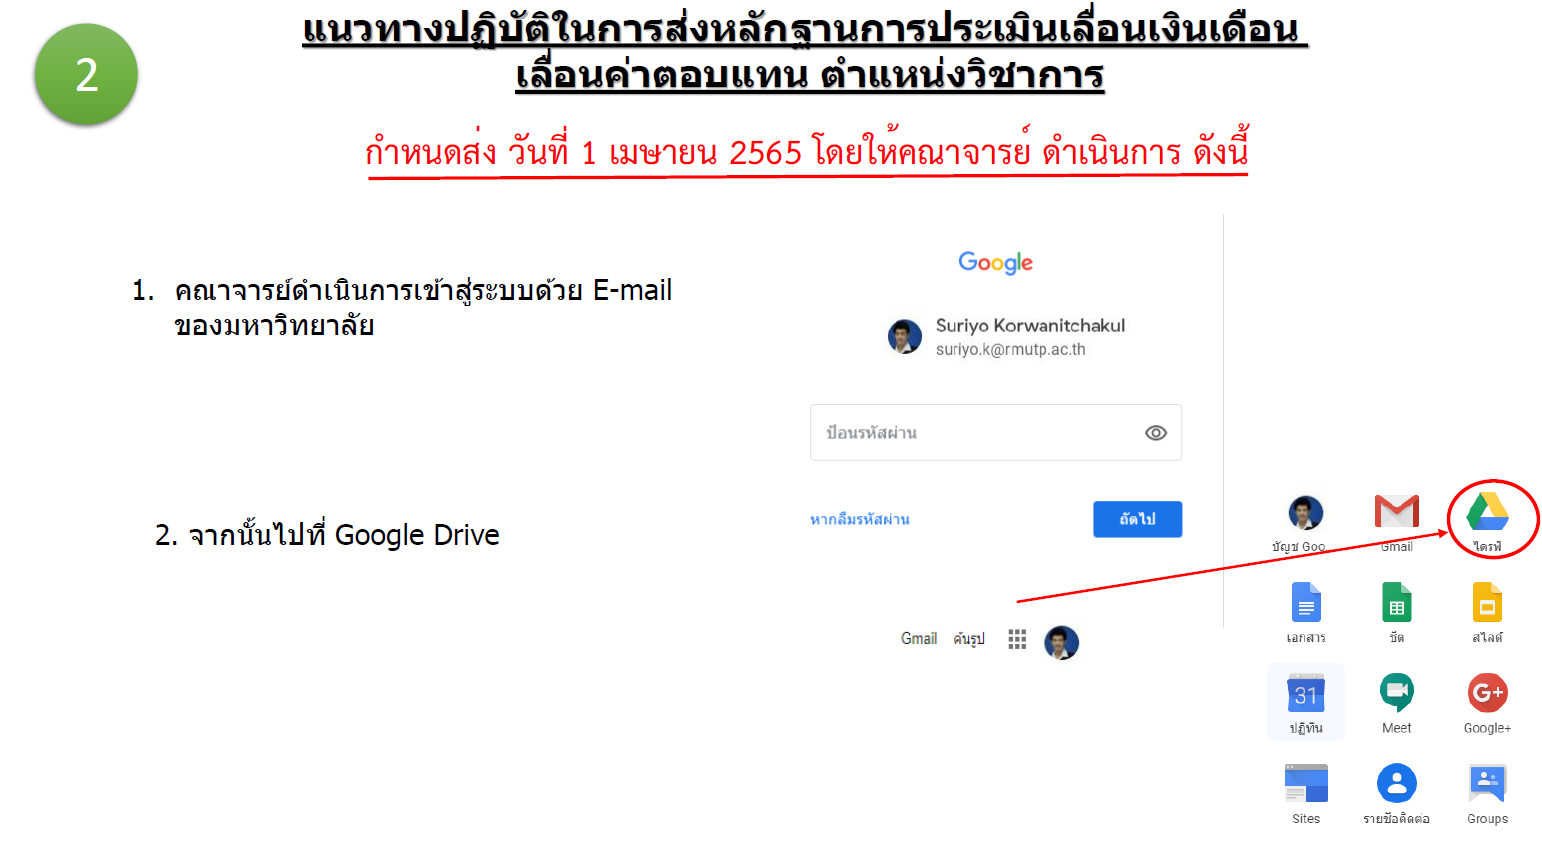 2
แนวทางปฏิบัติในการส่งหลักฐานการประเมินเลื่อนเงินเดือน
เลื่อนค่าตอบแทน ตำแหน่งวิชาการ
กำหนดส่ง วันที่ 1 เมษายน 2565 โดยให้คณาจารย์ ดำเนินการ ดังนี้
1. คณาจารย์ดำเนินการเข้าสู่ระบบด้วย E-mail
ของมหาวิทยาลัย
Google
Suriyo Korwanitchakul
suriyo.k@rmutp.ac.th
ป้อนรหัสผ่าน
หากลืมรหัสผ่าน
ถัดไป
2. จากนั้นไปที่ Google Drive
Gmail ค้นรูป
บัญช Goo.. Gmail ไดรฟ์
เอกสาร ชีต สไลด์
31 G+
ปฏิทิน Meet Google+
Sites รายชื่อติดต่อ Groups